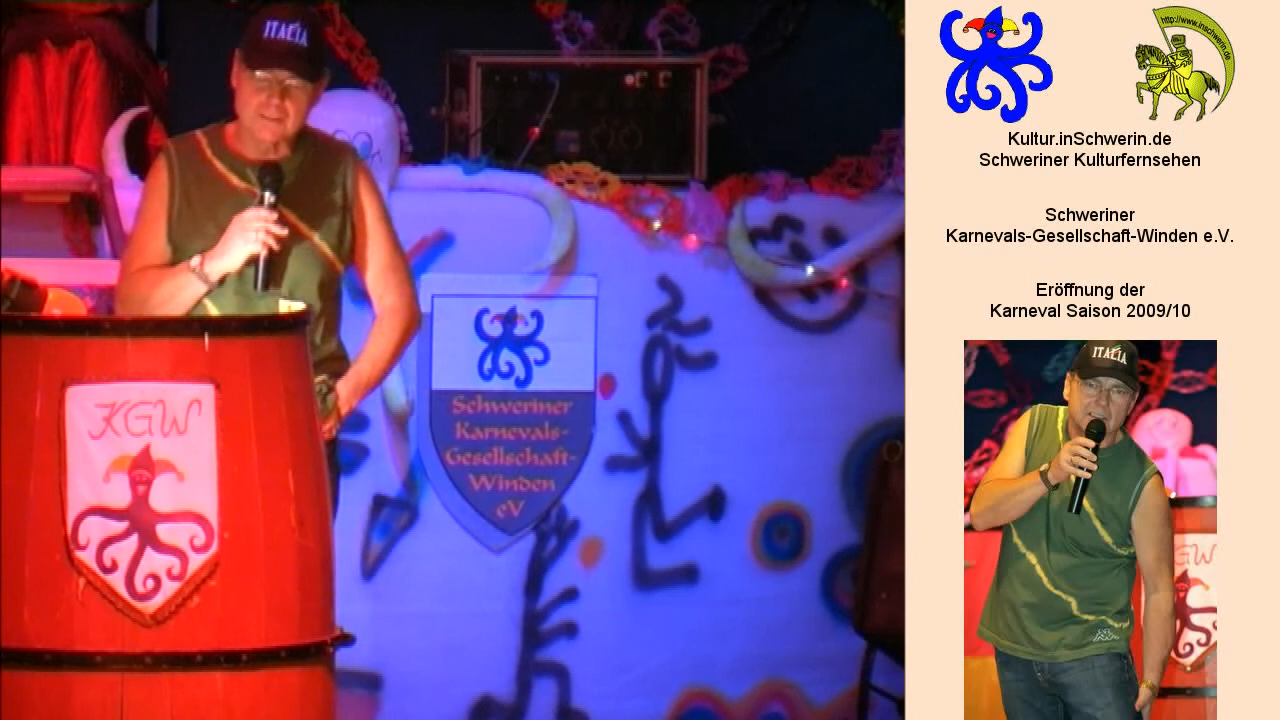 ITALIA
KGW
Schweriner
Karnevals-
Gesellschaft-
Winden
eV
http://www.inschwerin.de
Kultur.inSchwerin.de
Schweriner Kulturfernsehen
Schweriner
Karnevals-Gesellschaft-Winden e.V.
Eröffnung der
Karneval Saison 2009/10
ITALIA
KGW